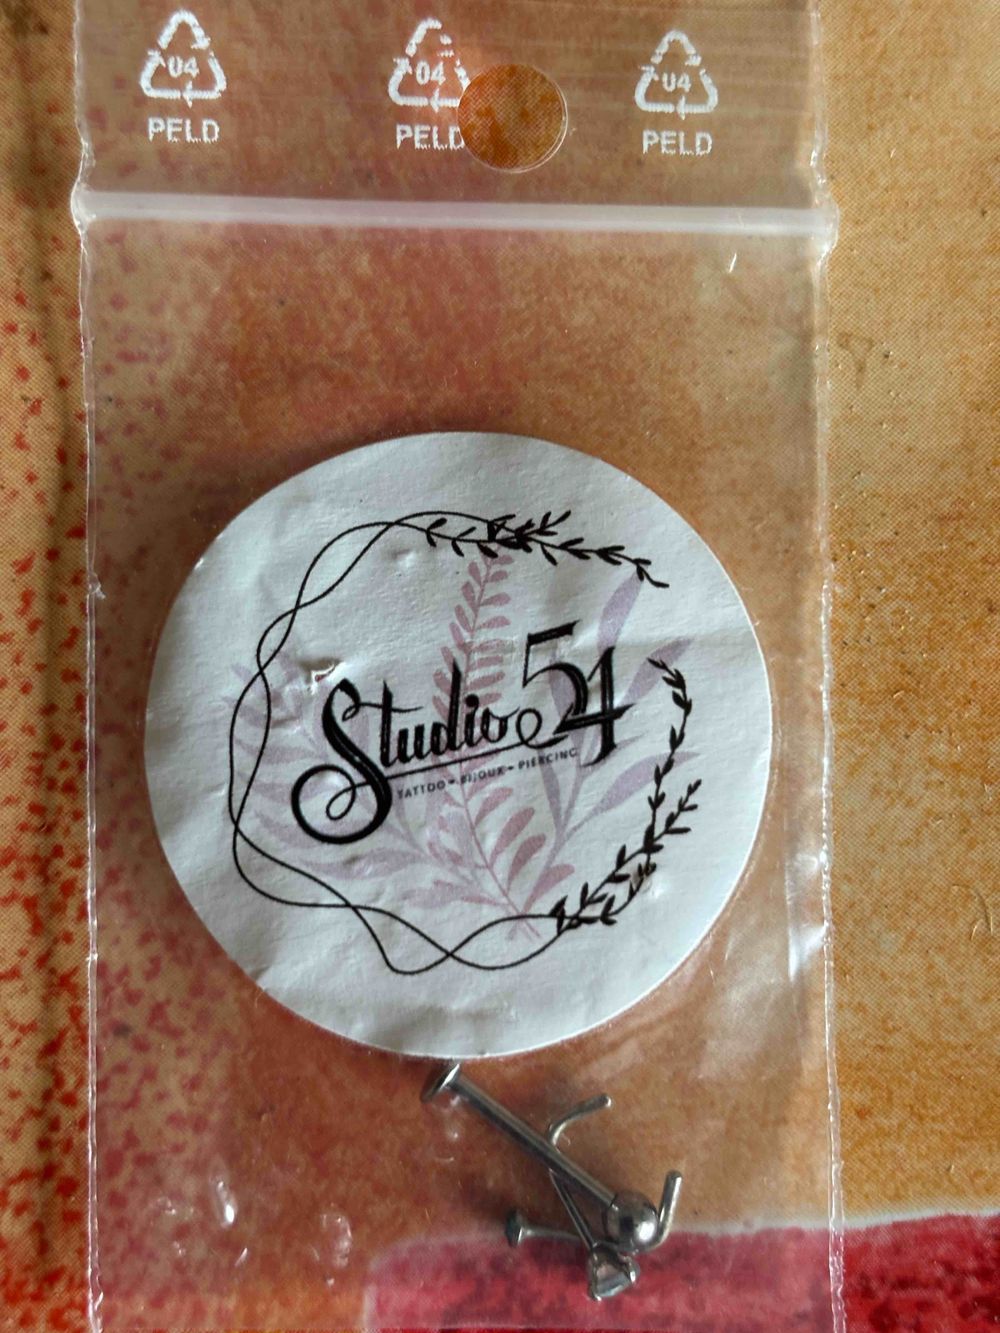 04 04 04
PELD PELD PELD
Studio 54
TATTOO - BIJOUX - PIERCING